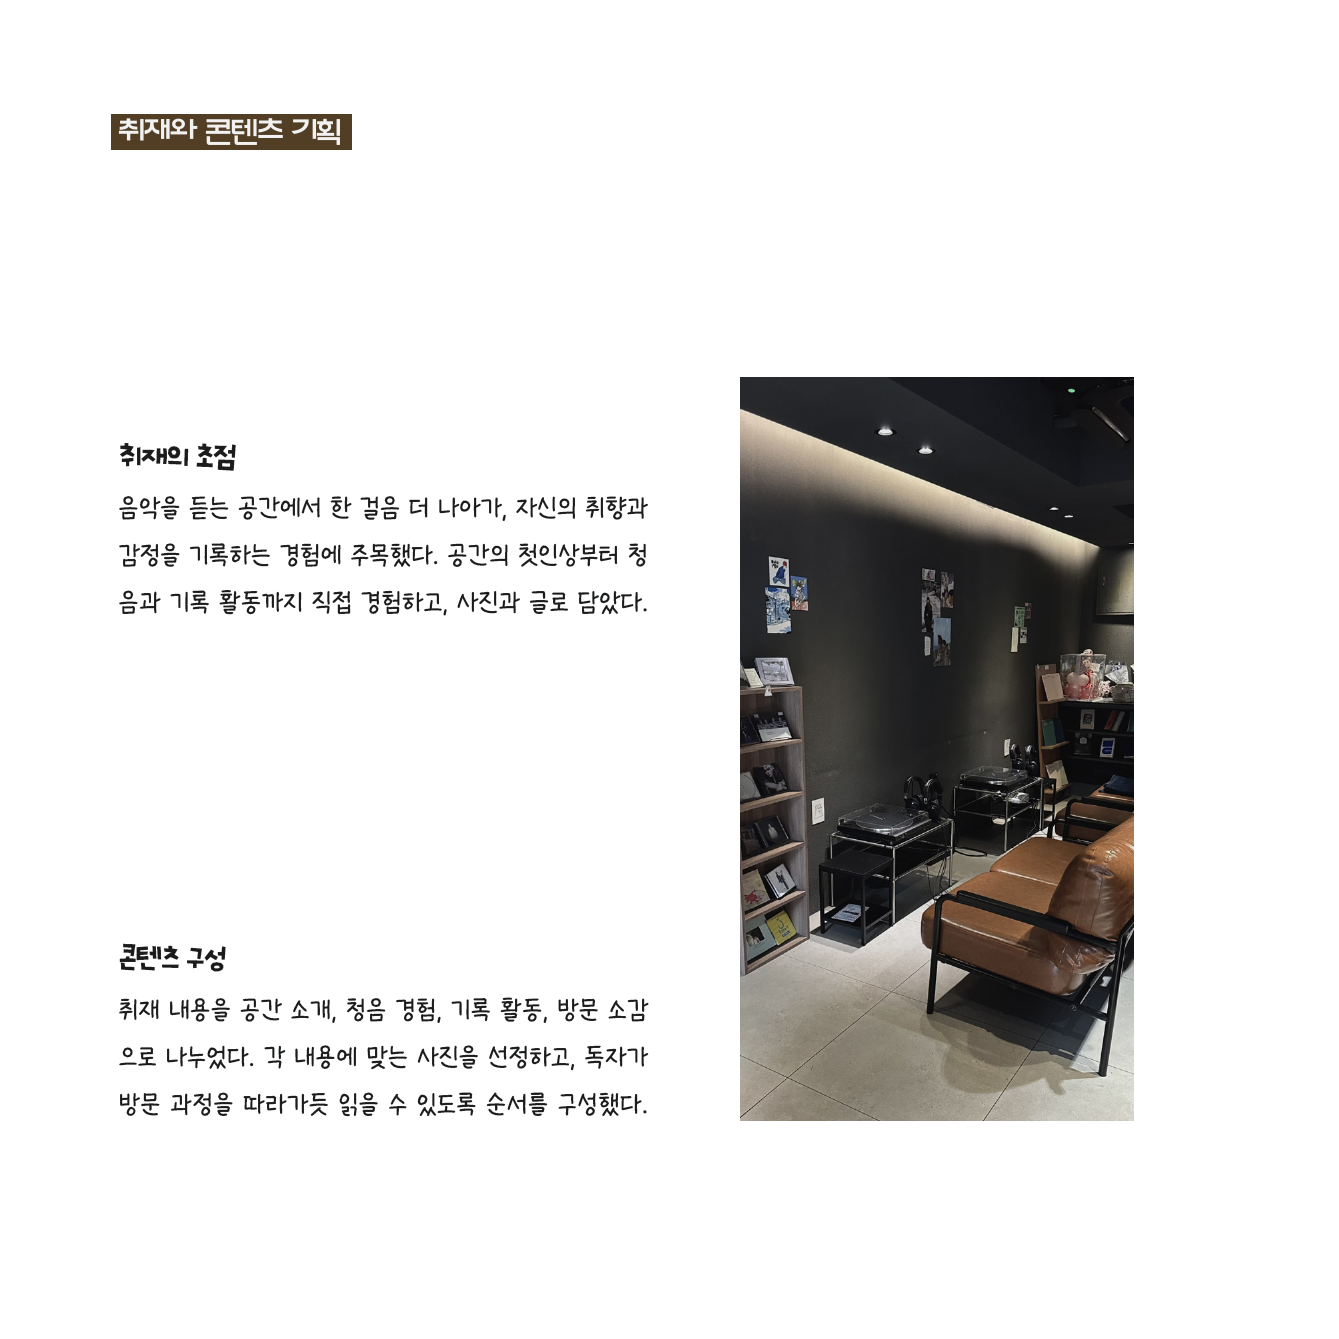 취재와 콘텐츠 기획
취재의 초점
음악을 듣는 공간에서 한 걸음 더 나아가, 자신의 취향과
감정을 기록하는 경험에 주목했다. 공간의 첫인상부터 청
음과 기록 활동까지 직접 경험하고, 사진과 글로 담았다.
콘텐츠 구성
취재 내용을 공간 소개, 청음 경험, 기록 활동, 방문 소감
으로 나누었다. 각 내용에 맞는 사진을 선정하고, 독자가
방문 과정을 따라가듯 읽을 수 있도록 순서를 구성했다.